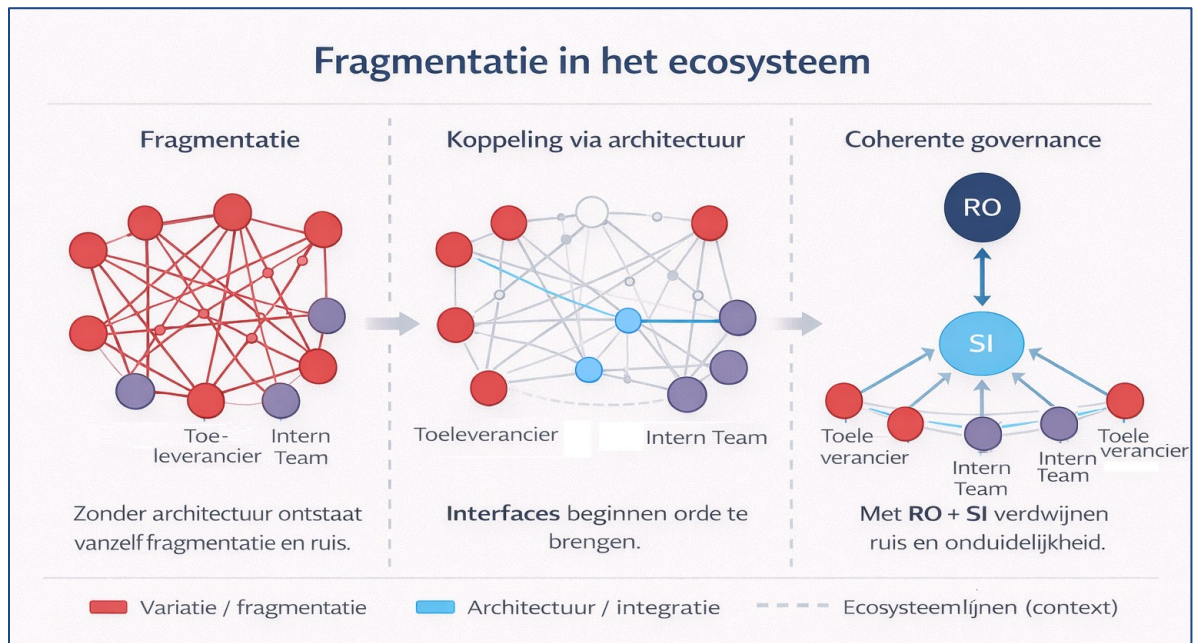 Fragmentatie in het ecosysteem
Fragmentatie
Toe-
leverancier
Intern
Team
Zonder architectuur ontstaat
vanzelf fragmentatie en ruis.
Koppeling via architectuur
Toeleverancier
Intern Team
Interfaces beginnen orde te
brengen.
Coherente governance
RO
SI
Toele
verancier
Intern
Team
Intern
Team
Toele
verancier
Met RO + SI verdwijnen
ruis en onduidelijkheid.
Variatie / fragmentatie
Architectuur / integratie
Ecosysteemlijnen (context)